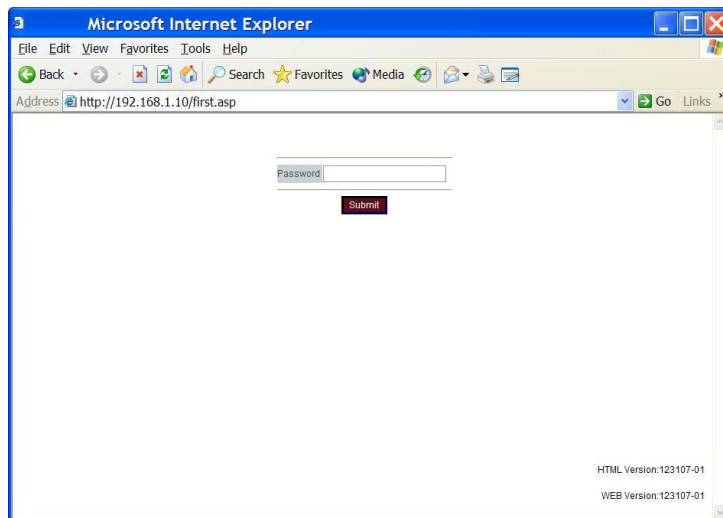 Microsoft Internet Explorer
File Edit View Favorites Tools Help
Back Search Favorites Media
Address http://192.168.1.10/first.asp Go Links »
Password
Submit
HTML Version:123107-01
WEB Version:123107-01